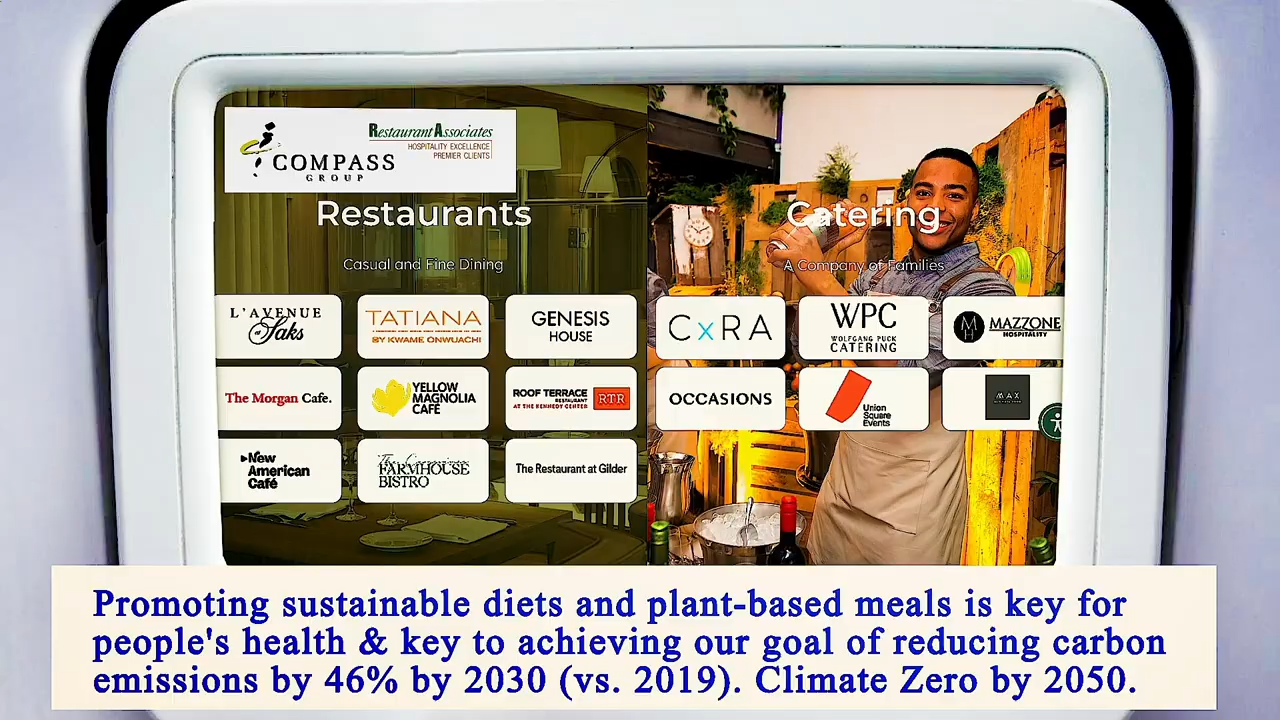 COMPASS
GROUP
Restaurant Associates
HOSPITALITY EXCELLENCE
PREMIER CLIENTS
Restaurants
Casual and Fine Dining
L'AVENUE
at Saks
TATIANA
BY KWAME ONWUACHI
GENESIS
HOUSE
The Morgan Cafe.
YELLOW
MAGNOLIA
CAFÉ
ROOF TERRACE
RESTAURANT
AT THE KENNEDY CENTER
RTR
New
American
Café
FARMHOUSE
BISTRO
The Restaurant at Gilder
Catering
A Company of Families
CxRA
WPC
WOLFGANG PUCK
CATERING
M
MAZZONE
HOSPITALITY
OCCASIONS
Union
Square
Events
MAX
Promoting sustainable diets and plant-based meals is key for
people's health & key to achieving our goal of reducing carbon
emissions by 46% by 2030 (vs. 2019). Climate Zero by 2050.